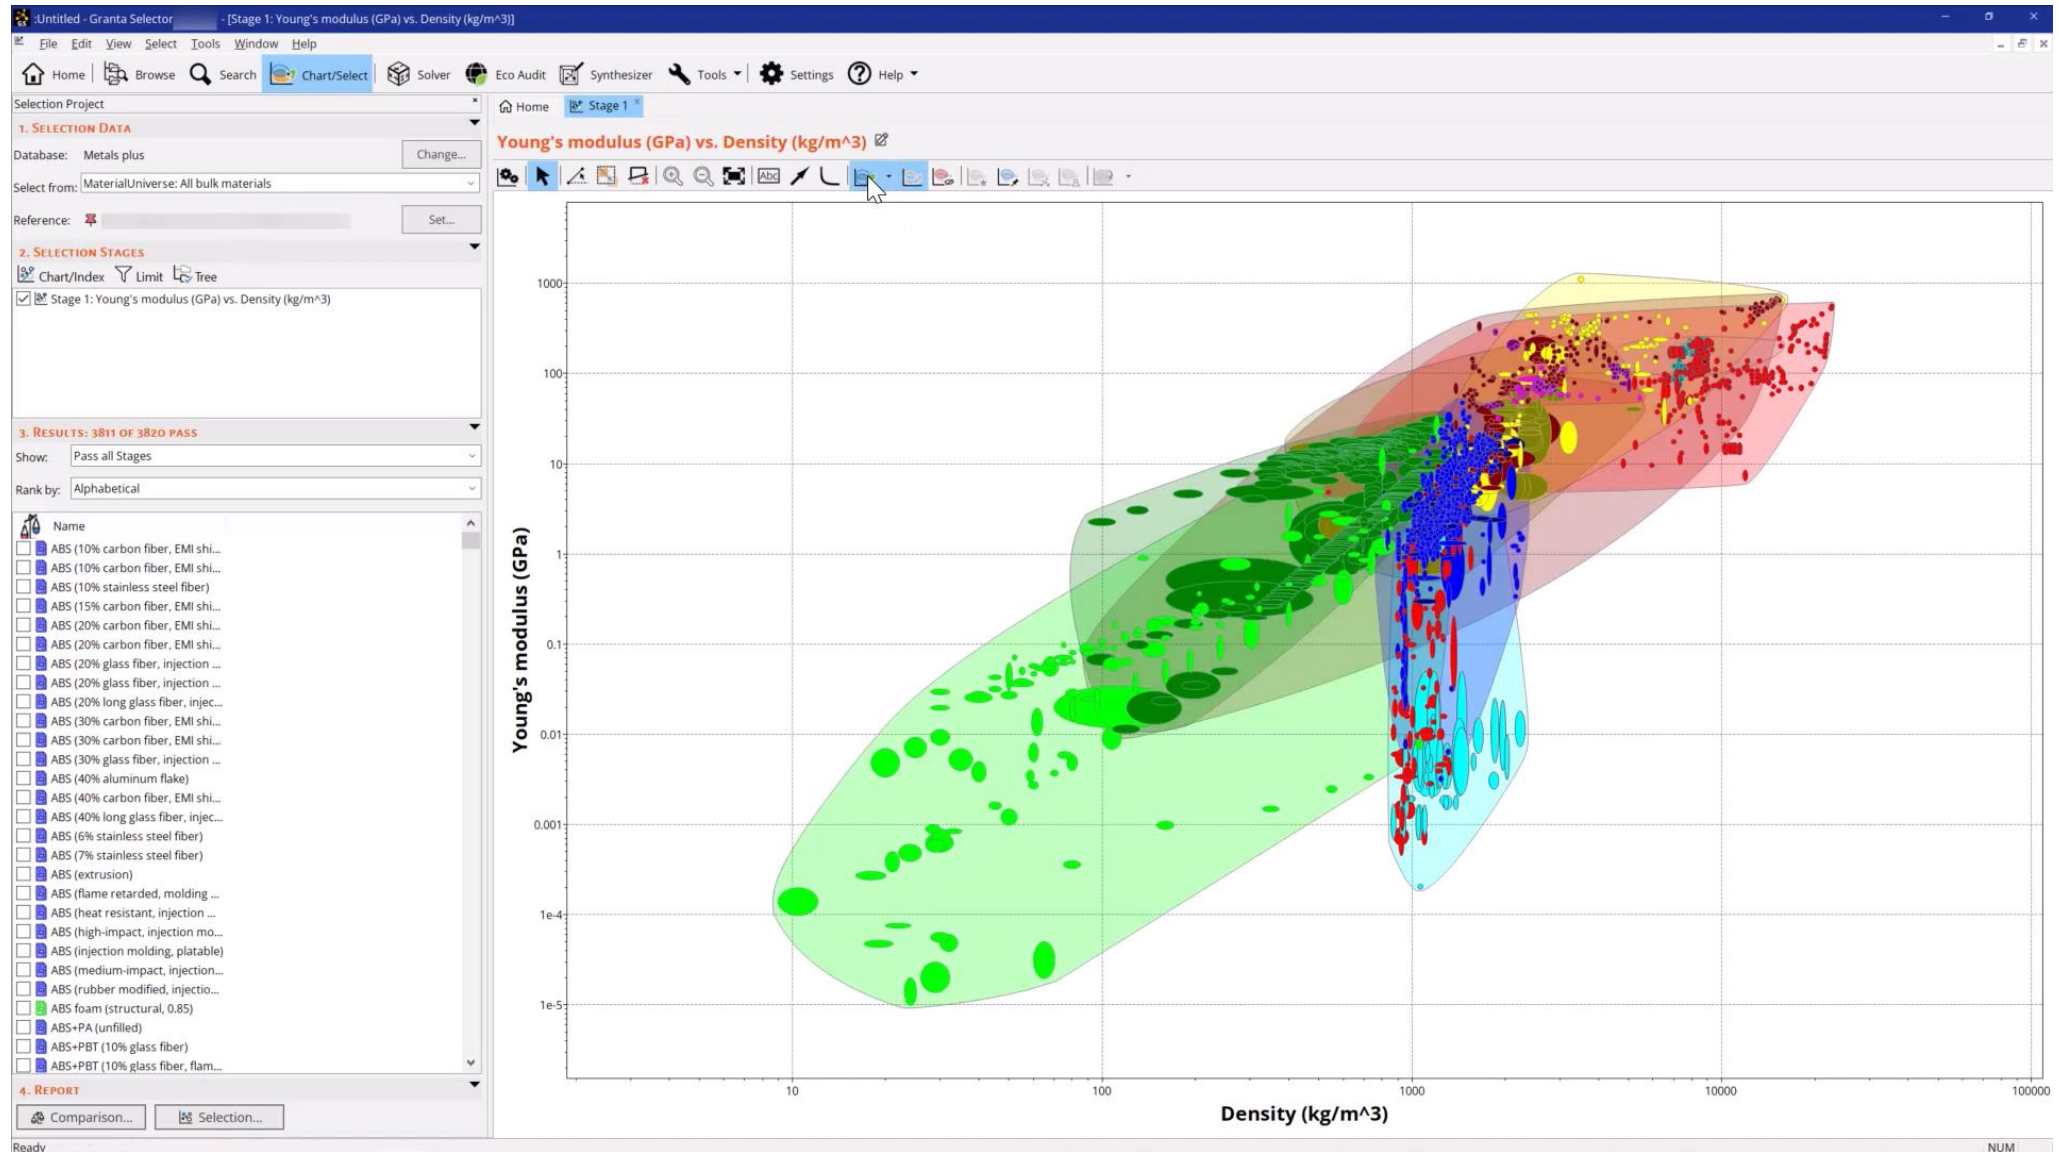 :Untitled - Granta Selector - [Stage 1: Young's modulus (GPa) vs. Density (kg/m^3)]
File Edit View Select Tools Window Help
Home Browse Search Chart/Select Solver Eco Audit Synthesizer Tools Settings Help
Selection Project
1. SELECTION DATA
Database: Metals plus Change...
Select from: MaterialUniverse: All bulk materials
Reference: Set...
2. SELECTION STAGES
Chart/Index Limit Tree
Stage 1: Young's modulus (GPa) vs. Density (kg/m^3)
3. RESULTS: 3811 OF 3820 PASS
Show: Pass all Stages
Rank by: Alphabetical
Name
ABS (10% carbon fiber, EMI shi...
ABS (10% carbon fiber, EMI shi...
ABS (10% stainless steel fiber)
ABS (15% carbon fiber, EMI shi...
ABS (20% carbon fiber, EMI shi...
ABS (20% carbon fiber, EMI shi...
ABS (20% glass fiber, injection ...
ABS (20% glass fiber, injection ...
ABS (20% long glass fiber, injec...
ABS (30% carbon fiber, EMI shi...
ABS (30% carbon fiber, EMI shi...
ABS (30% glass fiber, injection ...
ABS (40% aluminum flake)
ABS (40% carbon fiber, EMI shi...
ABS (40% long glass fiber, injec...
ABS (6% stainless steel fiber)
ABS (7% stainless steel fiber)
ABS (extrusion)
ABS (flame retarded, molding ...
ABS (heat resistant, injection ...
ABS (high-impact, injection mo...
ABS (injection molding, platable)
ABS (medium-impact, injection...
ABS (rubber modified, injectio...
ABS foam (structural, 0.85)
ABS+PA (unfilled)
ABS+PBT (10% glass fiber)
ABS+PBT (10% glass fiber, flam...
4. REPORT
Comparison... Selection...
Ready
Home Stage 1
Young's modulus (GPa) vs. Density (kg/m^3)
Abc
Young's modulus (GPa)
1000
100
10
1
0.1
0.01
0.001
1e-4
1e-5
10 100 1000 10000 100000
Density (kg/m^3)
NUM